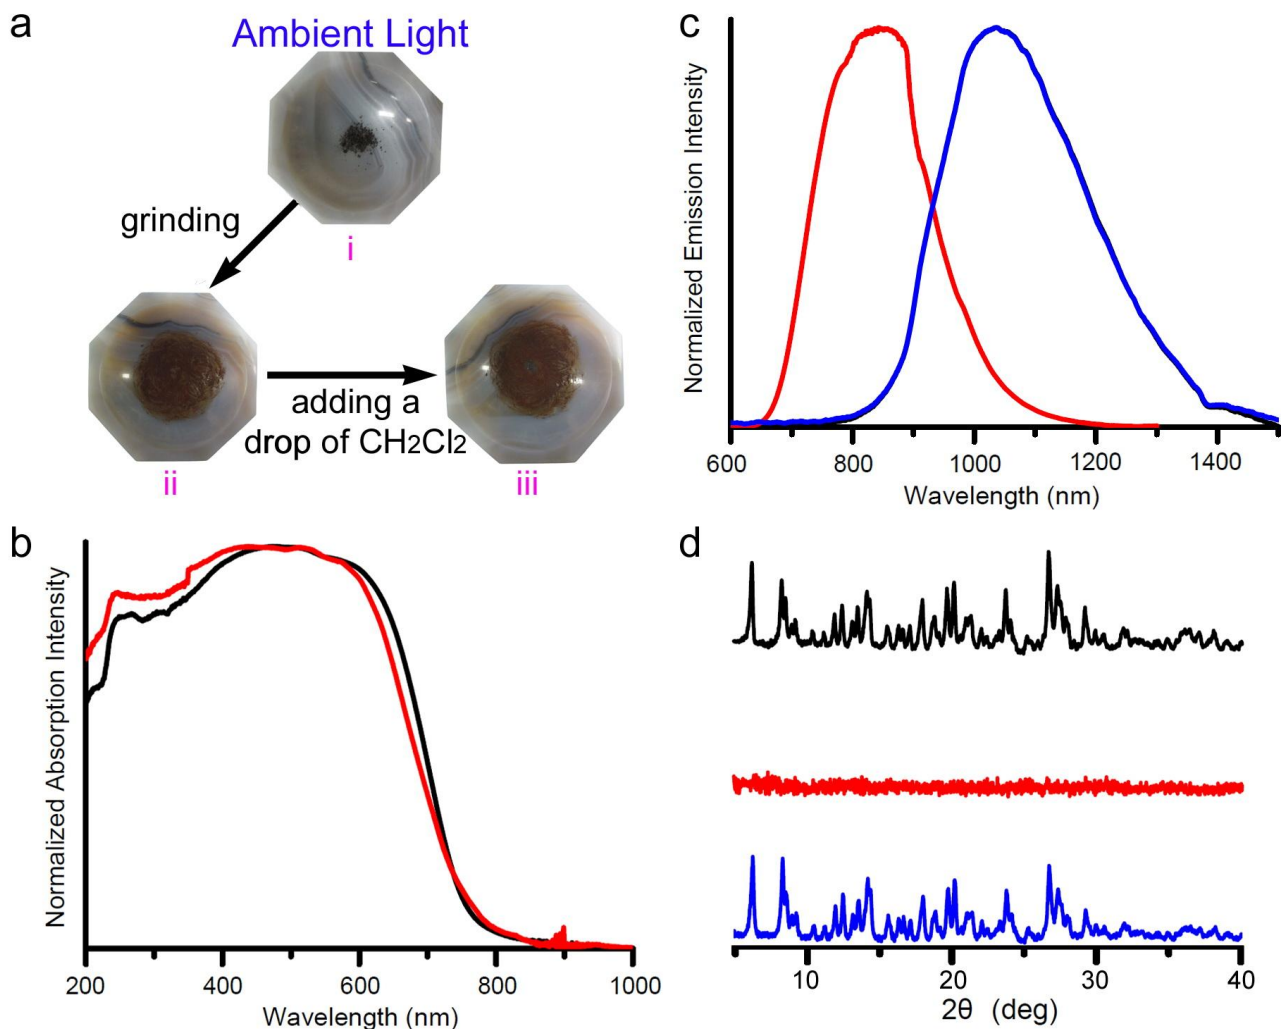 a
Ambient Light
grinding
i
ii
adding a
drop of CH2Cl2
iii
b
Normalized Absorption Intensity
200 400 600 800 1000
Wavelength (nm)
c
Normalized Emission Intensity
600 800 1000 1200 1400
Wavelength (nm)
d
10 20 30 40
2θ (deg)